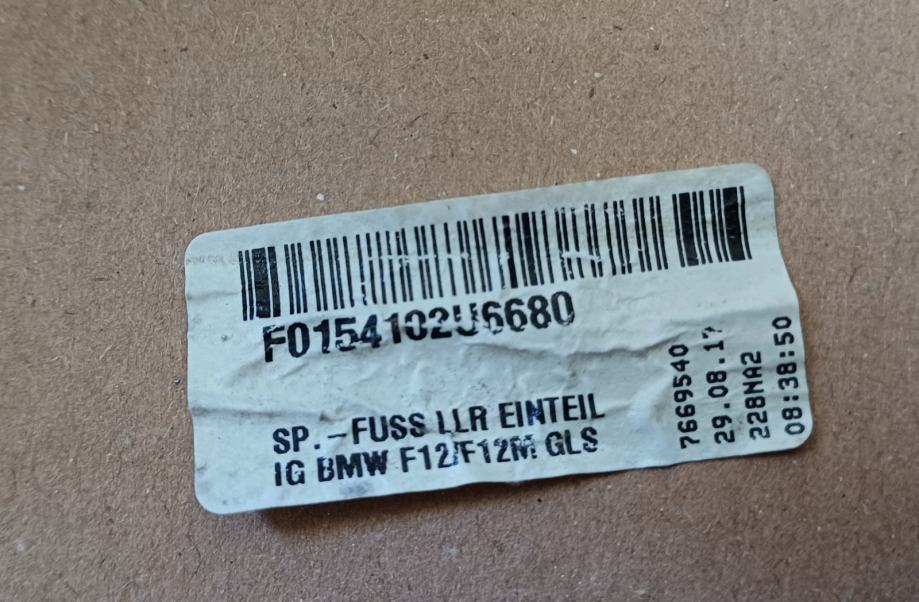 F0154102U6680
SP.-FUSS LLR EINTEIL
IG BMW F12/F12M GLS
7669540
29.08.17
228NA2
08:38:50